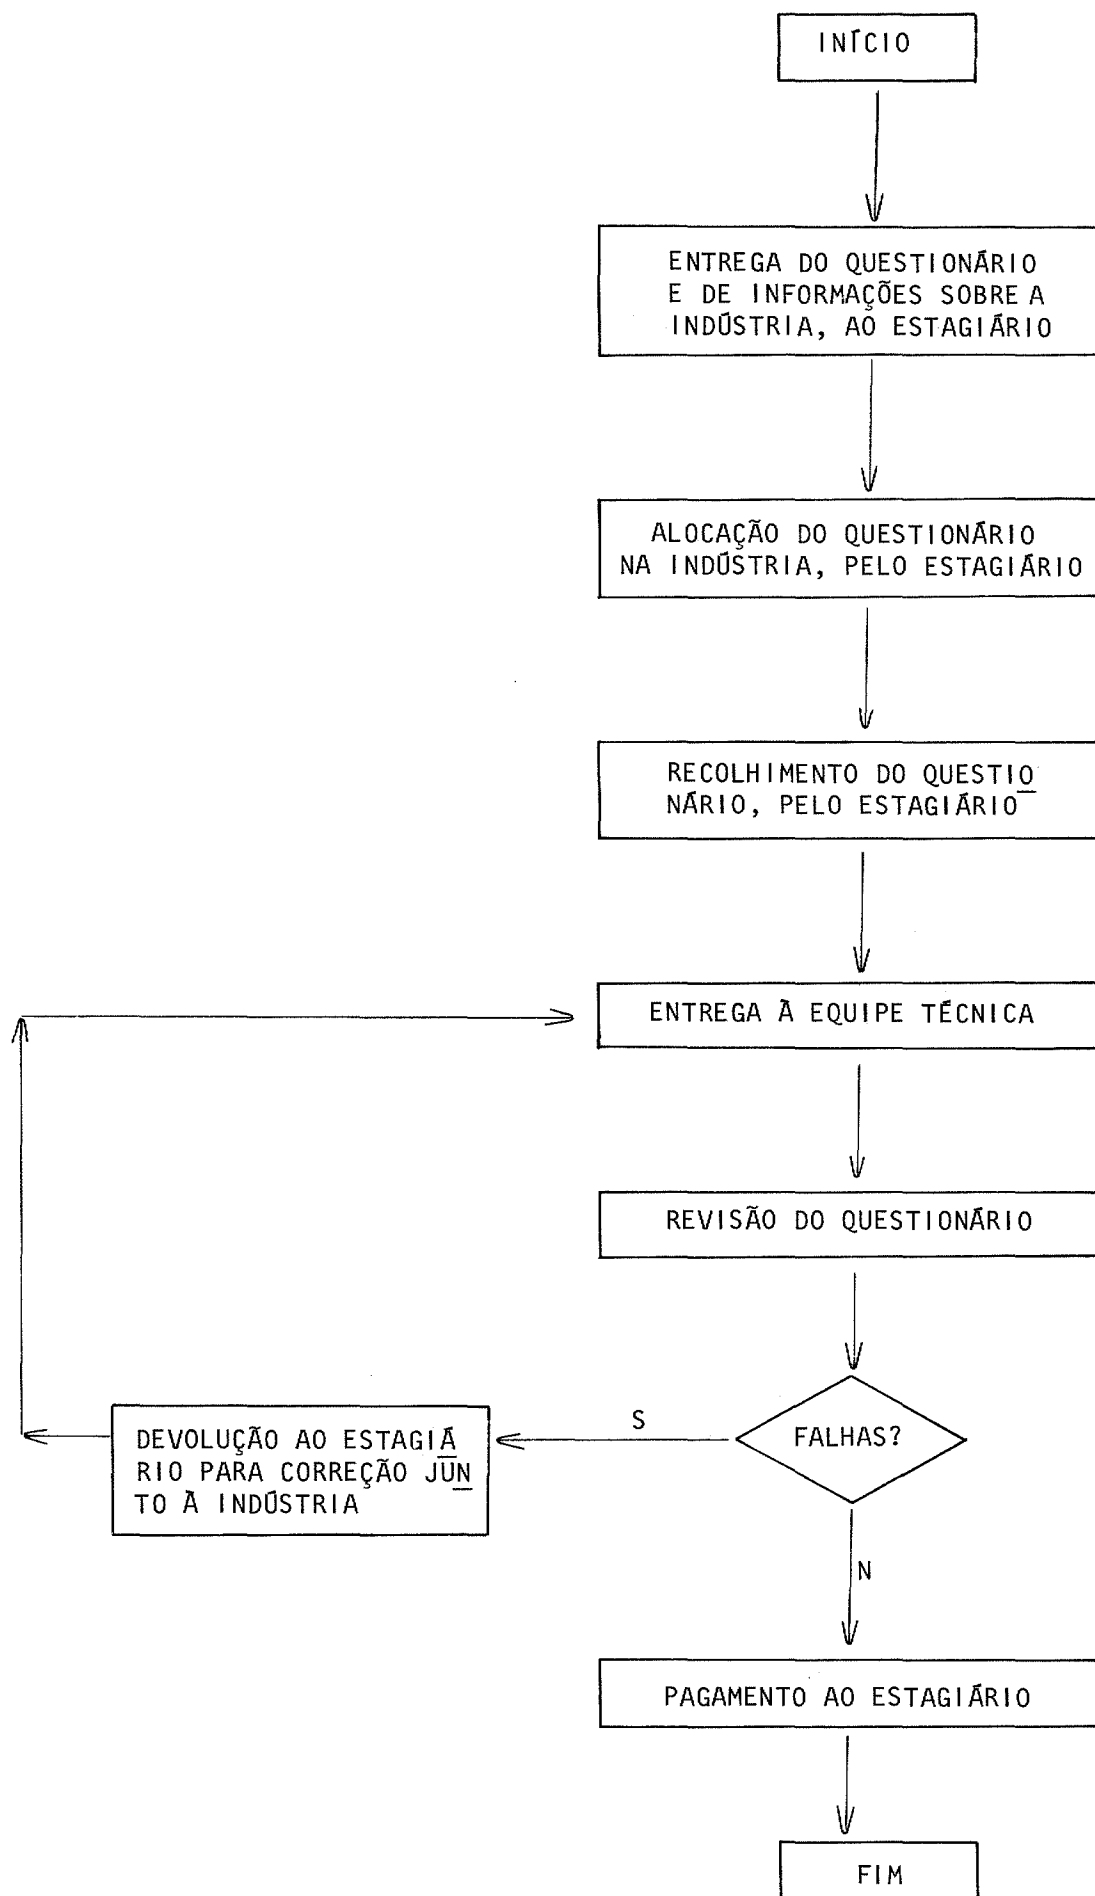 INÍCIO
ENTREGA DO QUESTIONÁRIO
E DE INFORMAÇÕES SOBRE A
INDÚSTRIA, AO ESTAGIÁRIO
ALOCAÇÃO DO QUESTIONÁRIO
NA INDÚSTRIA, PELO ESTAGIÁRIO
RECOLHIMENTO DO QUESTIO
NÁRIO, PELO ESTAGIÁRIO
ENTREGA À EQUIPE TÉCNICA
REVISÃO DO QUESTIONÁRIO
FALHAS?
S
DEVOLUÇÃO AO ESTAGIÁ
RIO PARA CORREÇÃO JUN
TO À INDÚSTRIA
N
PAGAMENTO AO ESTAGIÁRIO
FIM